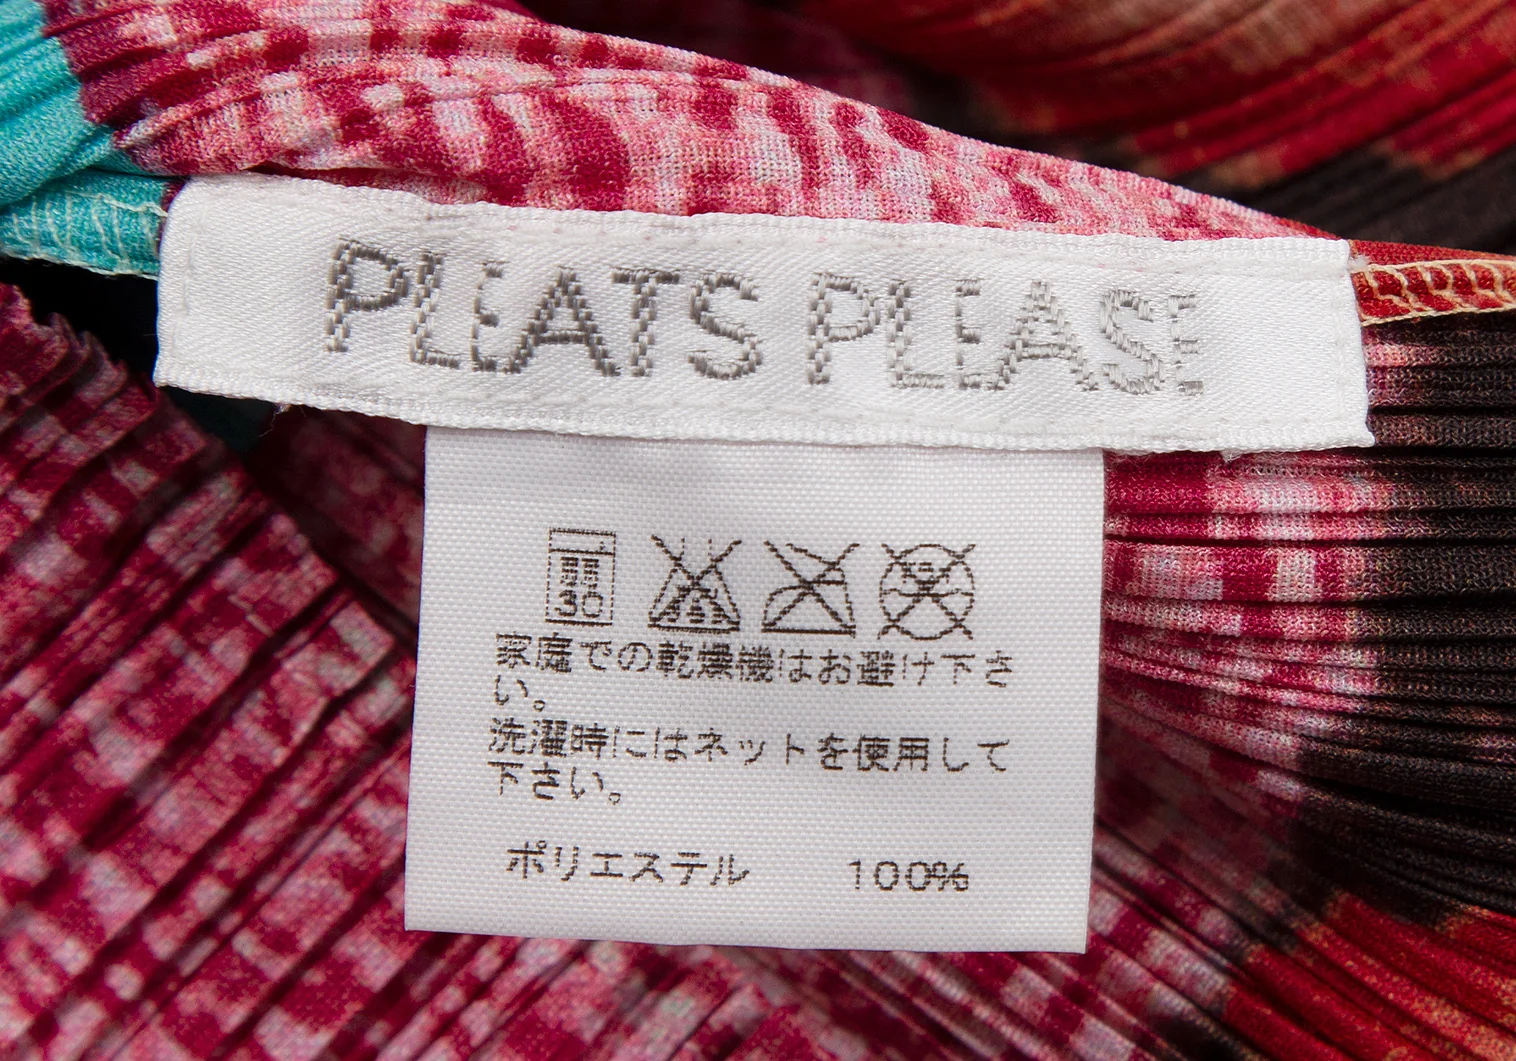 PLEATS PLEASE
30
家庭での乾燥機はお避け下さ
い。
洗濯時にはネットを使用して
下さい。
ポリエステル 100%